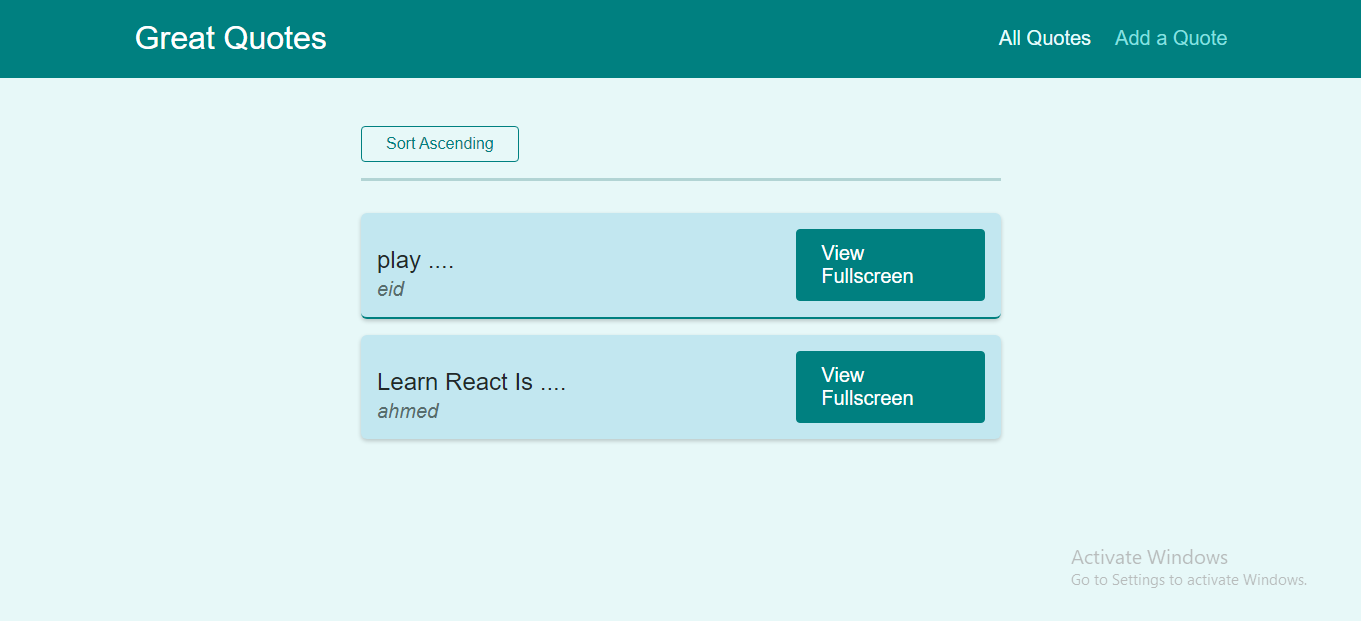 Great Quotes
All Quotes
Add a Quote
Sort Ascending
play ....
eid
View
Fullscreen
Learn React Is ....
ahmed
View
Fullscreen
Activate Windows
Go to Settings to activate Windows.